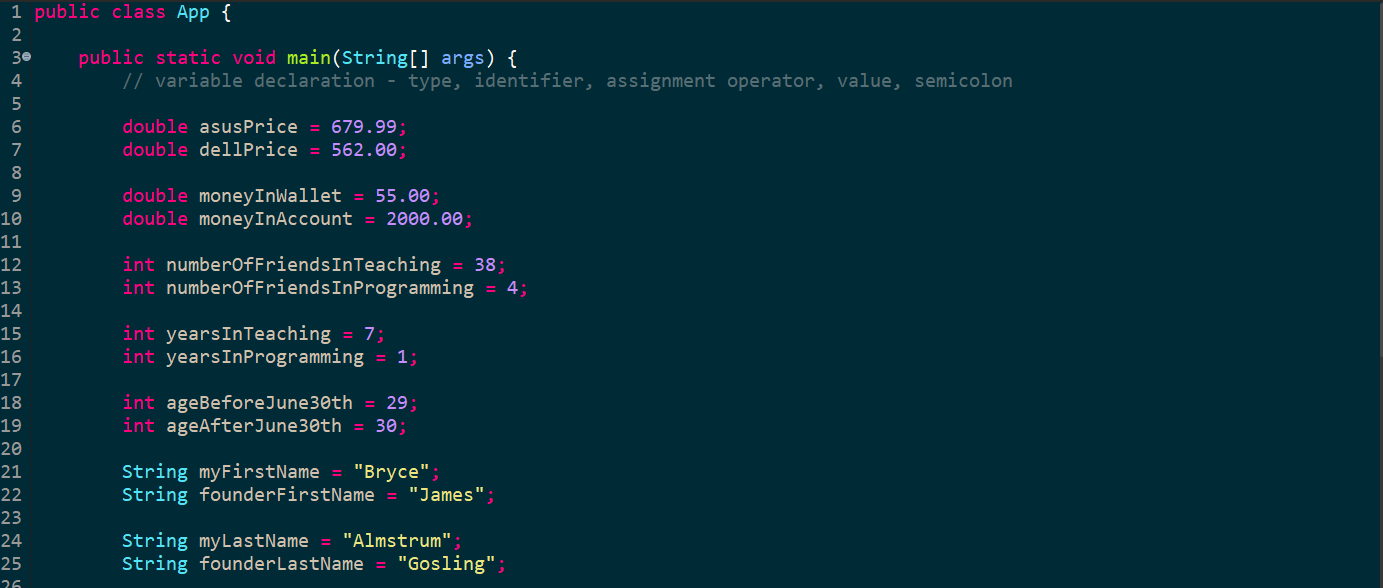 1 public class App {
2
3 public static void main(String[] args) {
4 // variable declaration - type, identifier, assignment operator, value, semicolon
5
6 double asusPrice = 679.99;
7 double dellPrice = 562.00;
8
9 double moneyInWallet = 55.00;
10 double moneyInAccount = 2000.00;
11
12 int numberOfFriendsInTeaching = 38;
13 int numberOfFriendsInProgramming = 4;
14
15 int yearsInTeaching = 7;
16 int yearsInProgramming = 1;
17
18 int ageBeforeJune30th = 29;
19 int ageAfterJune30th = 30;
20
21 String myFirstName = "Bryce";
22 String founderFirstName = "James";
23
24 String myLastName = "Almstrum";
25 String founderLastName = "Gosling";
26